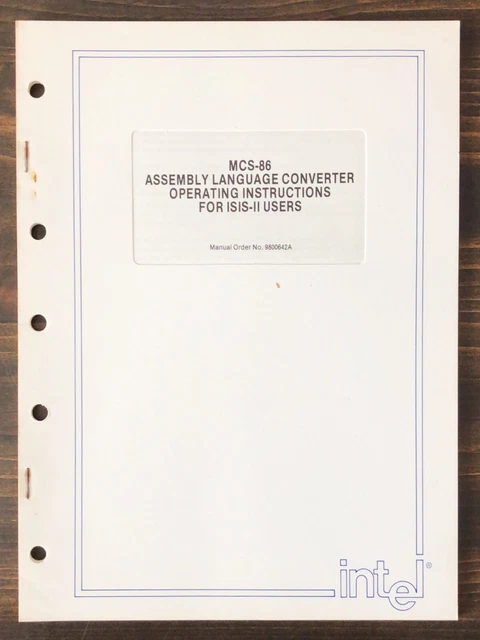 MCS-86
ASSEMBLY LANGUAGE CONVERTER
OPERATING INSTRUCTIONS
FOR ISIS-II USERS
Manual Order No. 9800642A
intel®